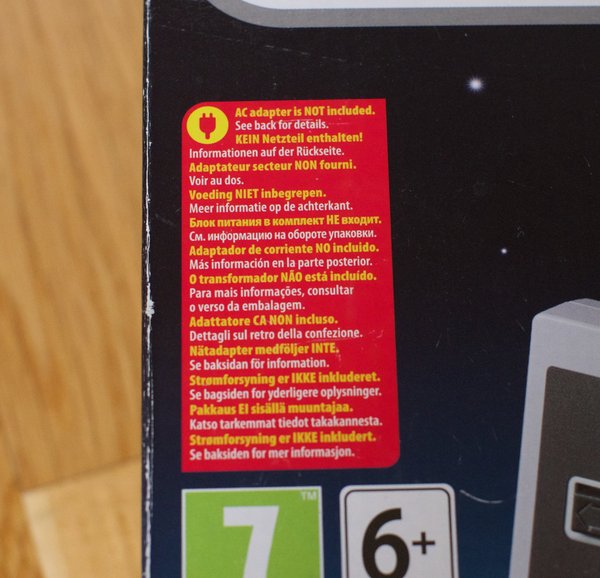 AC adapter is NOT included.
See back for details.
KEIN Netzteil enthalten!
Informationen auf der Rückseite.
Adaptateur secteur NON fourni.
Voir au dos.
Voeding NIET inbegrepen.
Meer informatie op de achterkant.
Блок питания в комплект НЕ входит.
См. информацию на обороте упаковки.
Adaptador de corriente NO incluido.
Más información en la parte posterior.
O transformador NÃO está incluído.
Para mais informações, consultar
o verso da embalagem.
Adattatore CA NON incluso.
Dettagli sul retro della confezione.
Nätadapter medföljer INTE.
Se baksidan för information.
Strømforsyning er IKKE inkluderet.
Se bagsiden for yderligere oplysninger.
Pakkaus EI sisällä muuntajaa.
Katso tarkemmat tiedot takakannesta.
Strømforsyning er IKKE inkludert.
Se baksiden for mer informasjon.
7 TM
6+